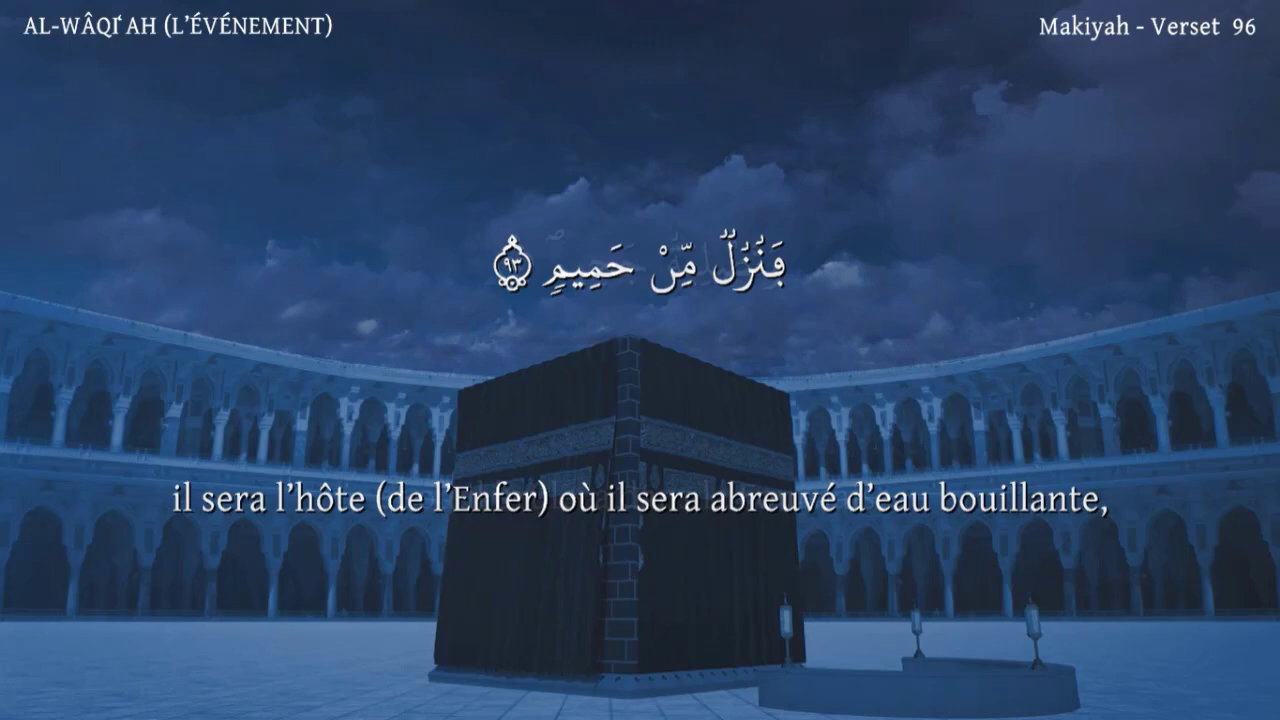 AL-WÂQI‘AH (L’ÉVÉNEMENT)
Makiyah - Verset 96
فَنُزُلٌ مِّنْ حَمِيمٍ ٩٣
il sera l’hôte (de l’Enfer) où il sera abreuvé d’eau bouillante,